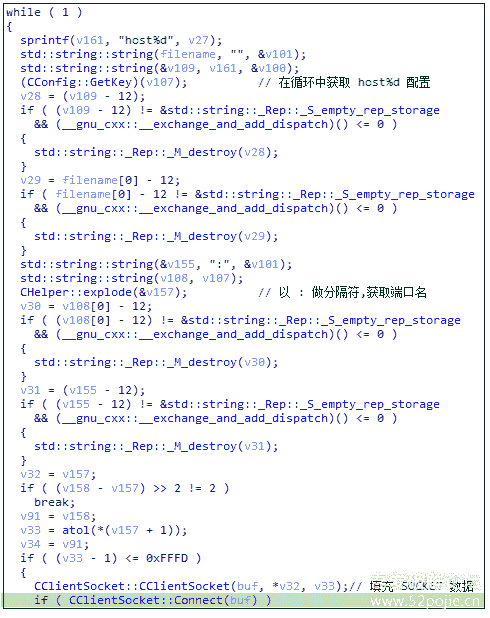 while ( 1 )
{
sprintf(v161, "host%d", v27);
std::string::string(filename, "", &v101);
std::string::string(&v109, v161, &v100);
(CConfig::GetKey)(v107); // 在循环中获取 host%d 配置
v28 = (v109 - 12);
if ( (v109 - 12) != &std::string::_Rep::_S_empty_rep_storage
&& (__gnu_cxx::__exchange_and_add_dispatch)() <= 0 )
{
std::string::_Rep::_M_destroy(v28);
}
v29 = filename[0] - 12;
if ( filename[0] - 12 != &std::string::_Rep::_S_empty_rep_storage
&& (__gnu_cxx::__exchange_and_add_dispatch)() <= 0 )
{
std::string::_Rep::_M_destroy(v29);
}
std::string::string(&v155, ":", &v101);
std::string::string(v108, v107);
CHelper::explode(&v157); // 以 : 做分隔符,获取端口名
v30 = v108[0] - 12;
if ( (v108[0] - 12) != &std::string::_Rep::_S_empty_rep_storage
&& (__gnu_cxx::__exchange_and_add_dispatch)() <= 0 )
{
std::string::_Rep::_M_destroy(v30);
}
v31 = (v155 - 12);
if ( (v155 - 12) != &std::string::_Rep::_S_empty_rep_storage
&& (__gnu_cxx::__exchange_and_add_dispatch)() <= 0 )
{
std::string::_Rep::_M_destroy(v31);
}
v32 = v157;
if ( (v158 - v157) >> 2 != 2 )
break;
v91 = v158;
v33 = atol(*(v157 + 1));
v34 = v91;
if ( (v33 - 1) <= 0xFFFD )
{
CClientSocket::CClientSocket(buf, *v32, v33);// 填充 SOCKET 数据
if ( CClientSocket::Connect(buf) )
www.52pojie.cn